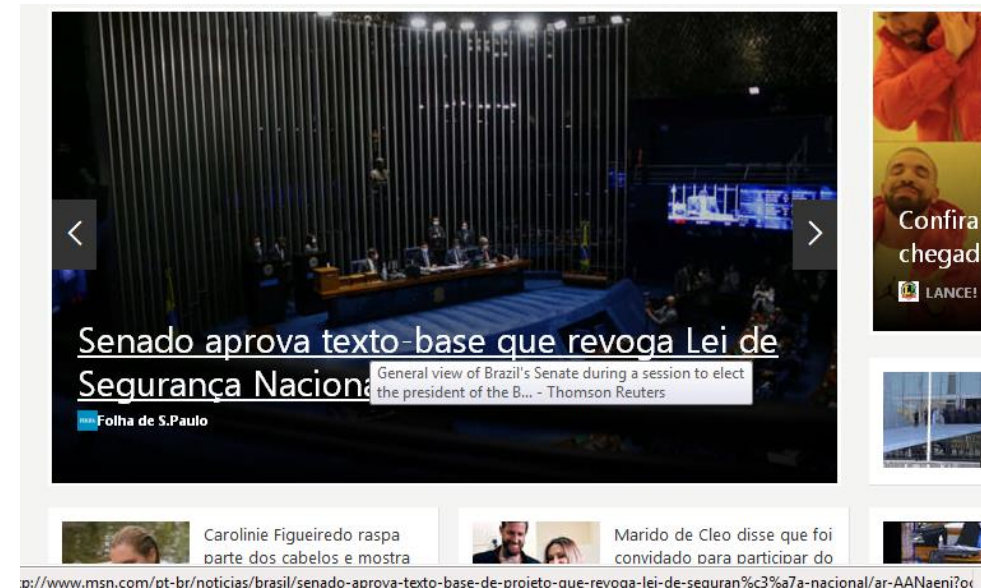 Senado aprova texto-base que revoga Lei de
Segurança Naciona
General view of Brazil's Senate during a session to elect
the president of the B... - Thomson Reuters
Folha de S.Paulo
Confira
chegad
LANCE!
Carolinie Figueiredo raspa
parte dos cabelos e mostra
Marido de Cleo disse que foi
convidado para participar do
p://www.msn.com/pt-br/noticias/brasil/senado-aprova-texto-base-de-projeto-que-revoga-lei-de-seguran%c3%a7a-nacional/ar-AANaenj?oc